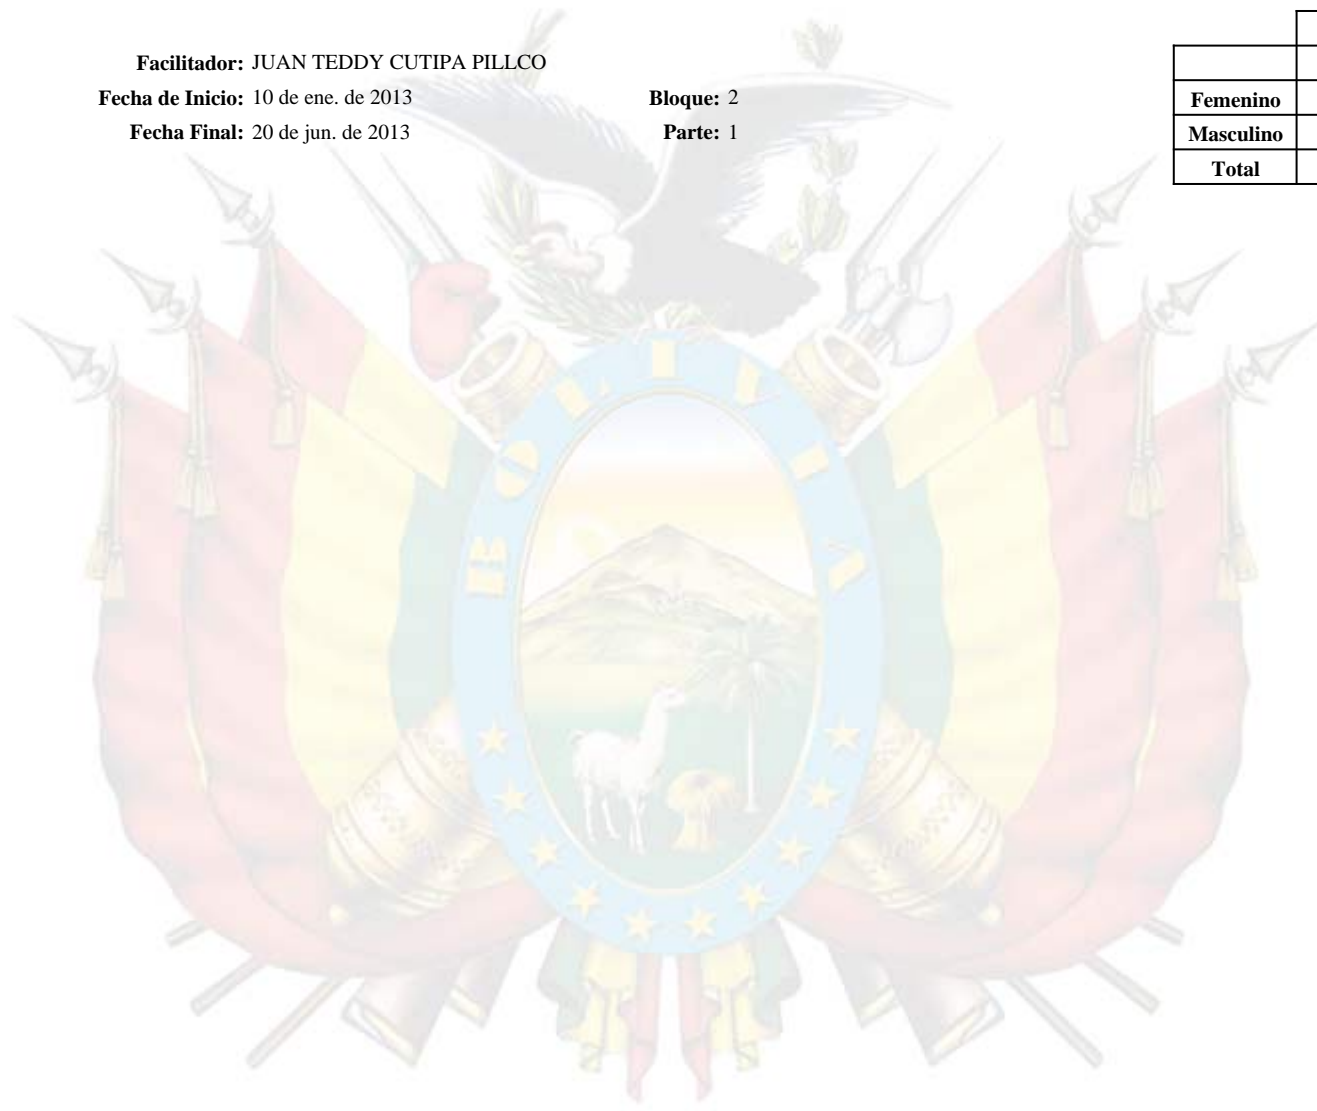 Facilitador: JUAN TEDDY CUTIPA PILLCO
Fecha de Inicio: 10 de ene. de 2013 Bloque: 2
Fecha Final: 20 de jun. de 2013 Parte: 1
Femenino
Masculino
Total
BOLIVIA